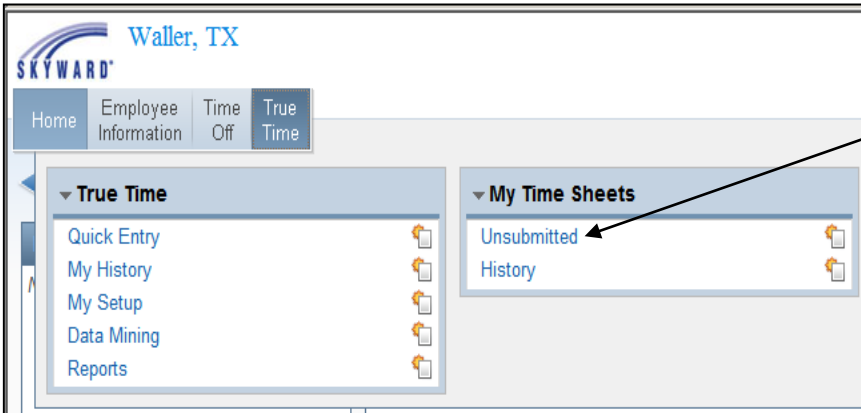 Waller, TX
SKYWARD
Home
Employee Information
Time Off
True Time
True Time
Quick Entry
My History
My Setup
Data Mining
Reports
My Time Sheets
Unsubmitted
History